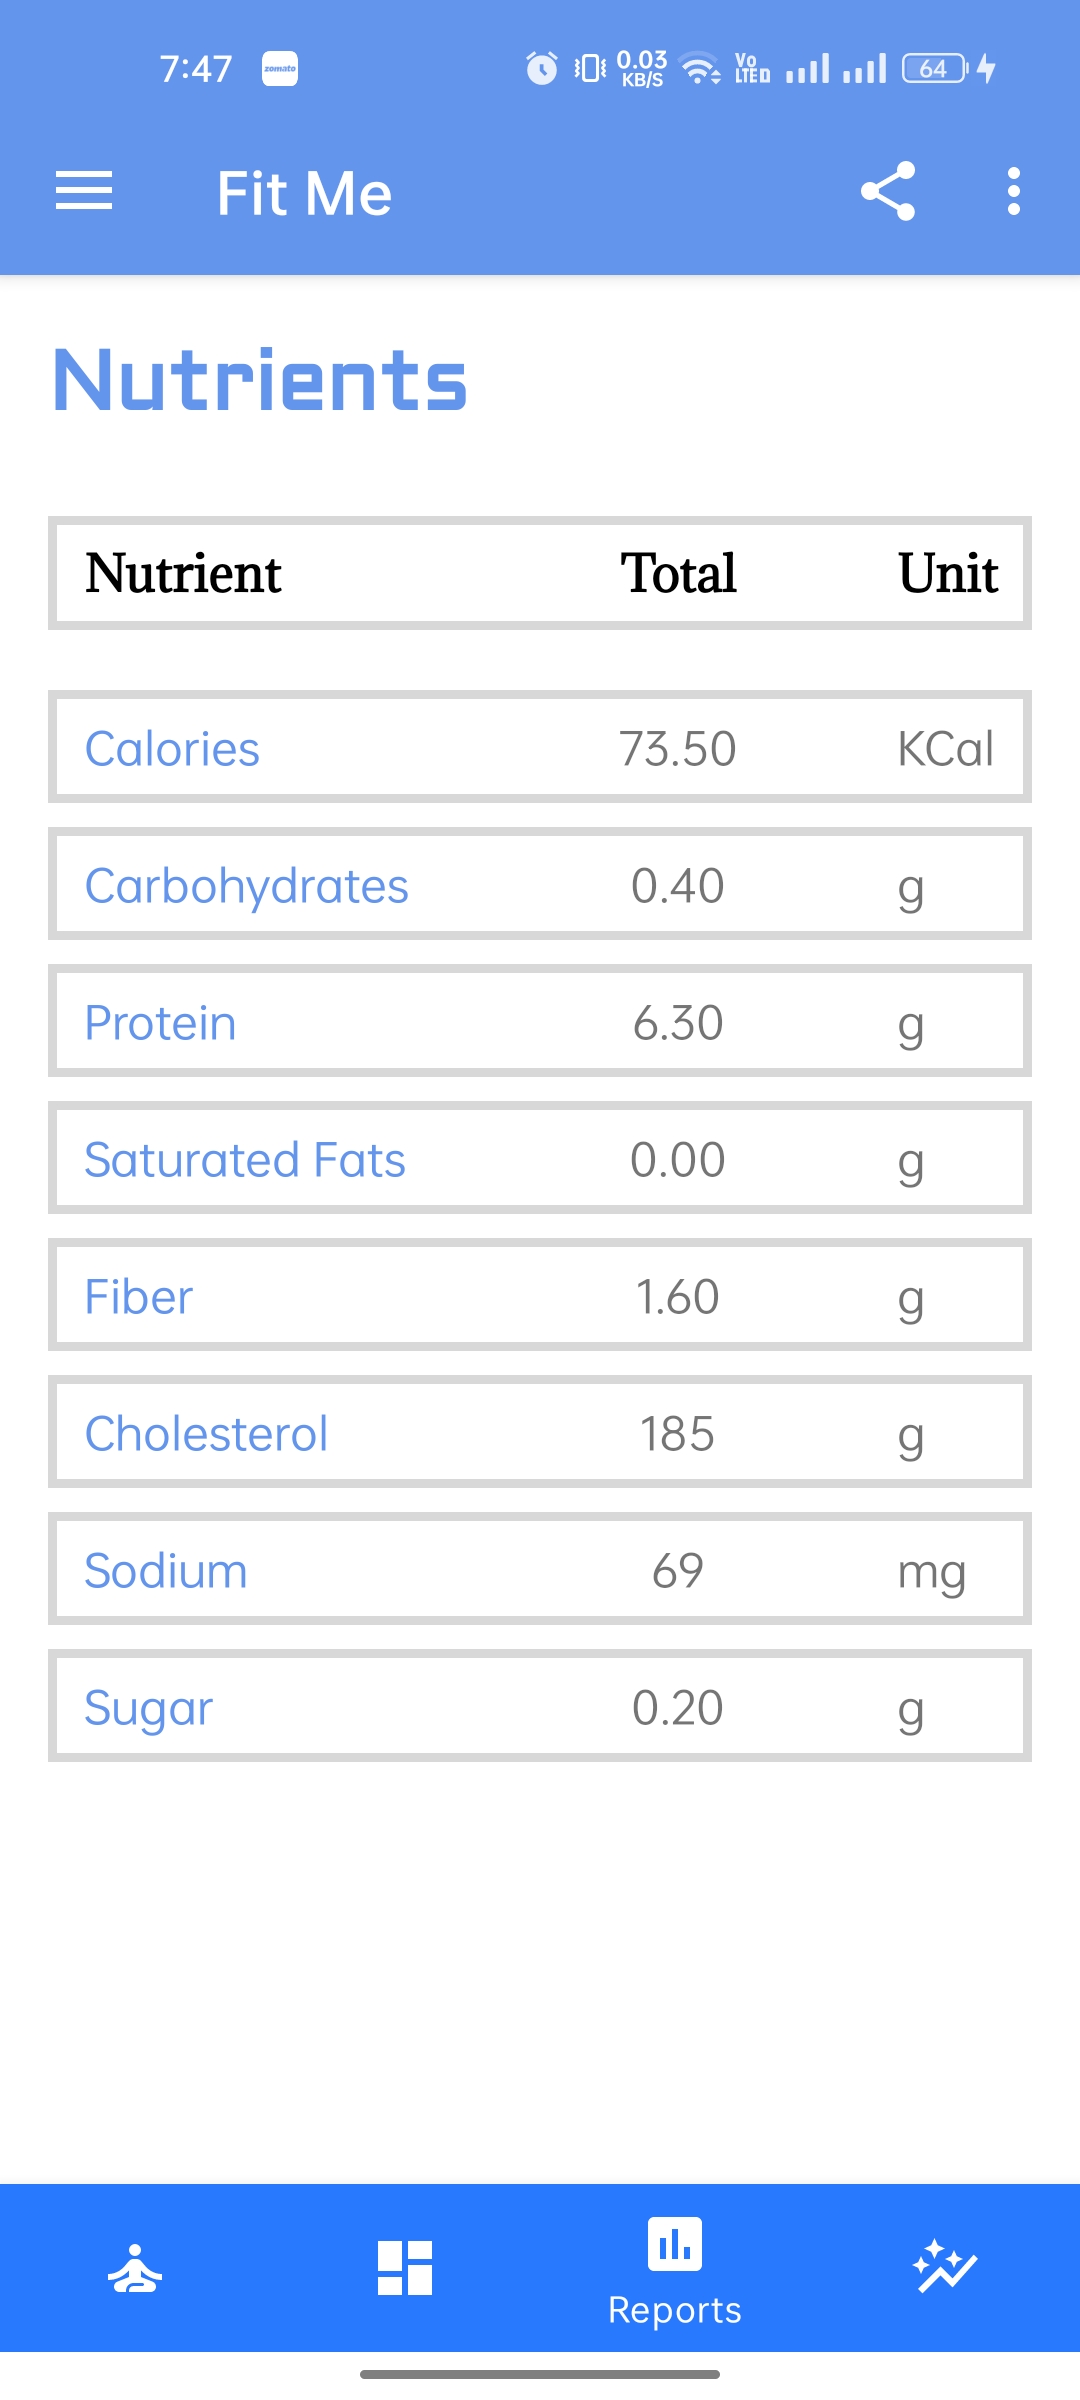 7:47 zomato 0.03 KB/S Vo LTE 64
Fit Me
Nutrients
Nutrient Total Unit
Calories 73.50 KCal
Carbohydrates 0.40 g
Protein 6.30 g
Saturated Fats 0.00 g
Fiber 1.60 g
Cholesterol 185 g
Sodium 69 mg
Sugar 0.20 g
Reports